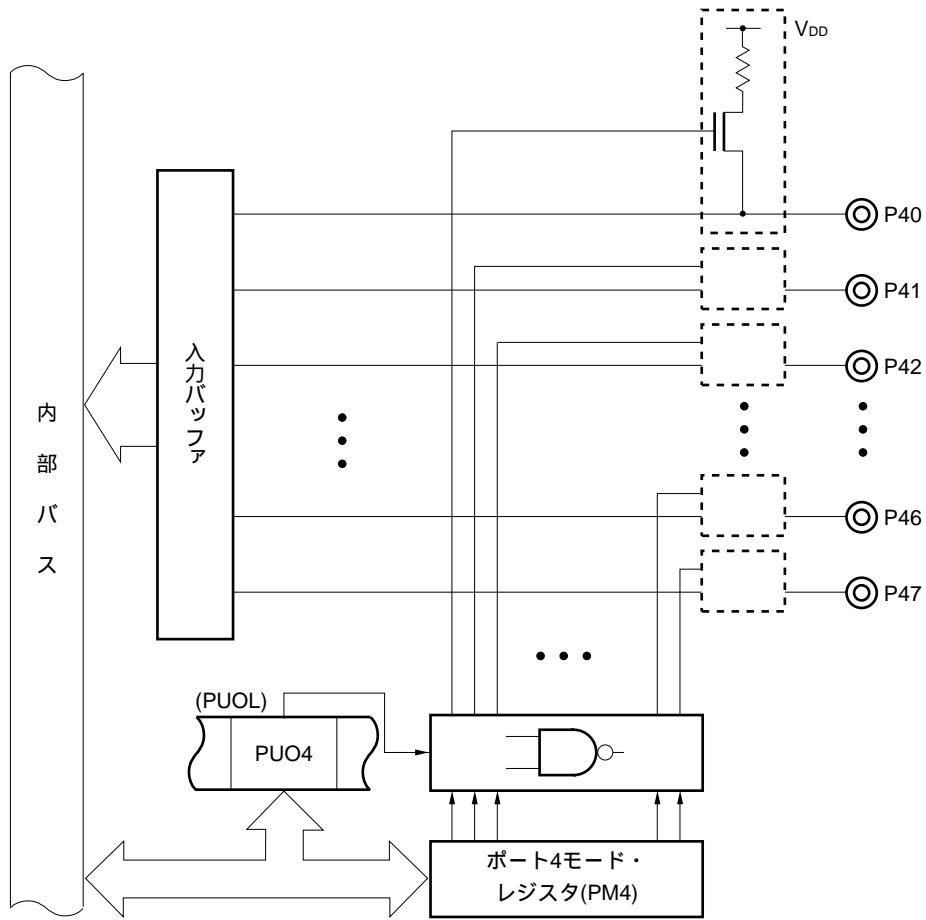 VDD
P40
P41
P42
P46
P47
入力バッファ
内部バス
(PUOL)
PUO4
ポート4モード・
レジスタ(PM4)